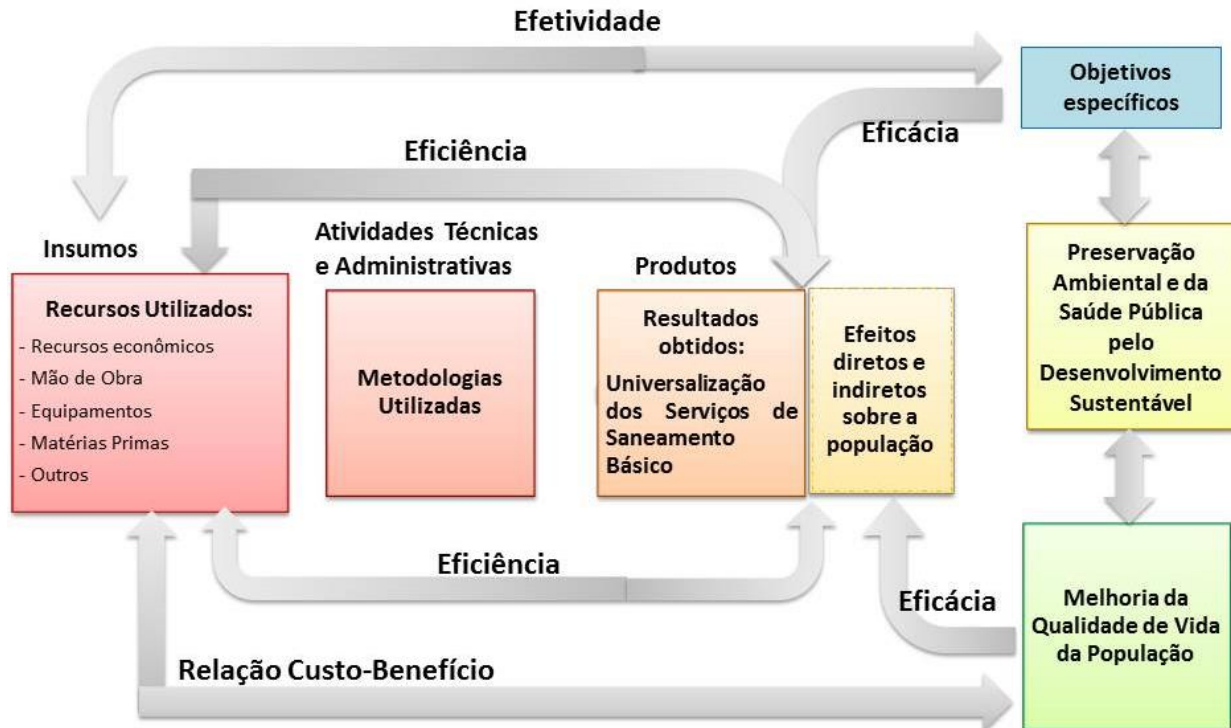 Efetividade
Objetivos
específicos
Eficácia
Eficiência
Insumos
Atividades Técnicas
e Administrativas
Produtos
Recursos Utilizados:
- Recursos econômicos
- Mão de Obra
- Equipamentos
- Matérias Primas
- Outros
Metodologias
Utilizadas
Resultados
obtidos:
Universalização
dos Serviços de
Saneamento
Básico
Efeitos
diretos e
indiretos
sobre a
população
Preservação
Ambiental e da
Saúde Pública
pelo
Desenvolvimento
Sustentável
Eficiência
Eficácia
Melhoria da
Qualidade de Vida
da População
Relação Custo-Benefício